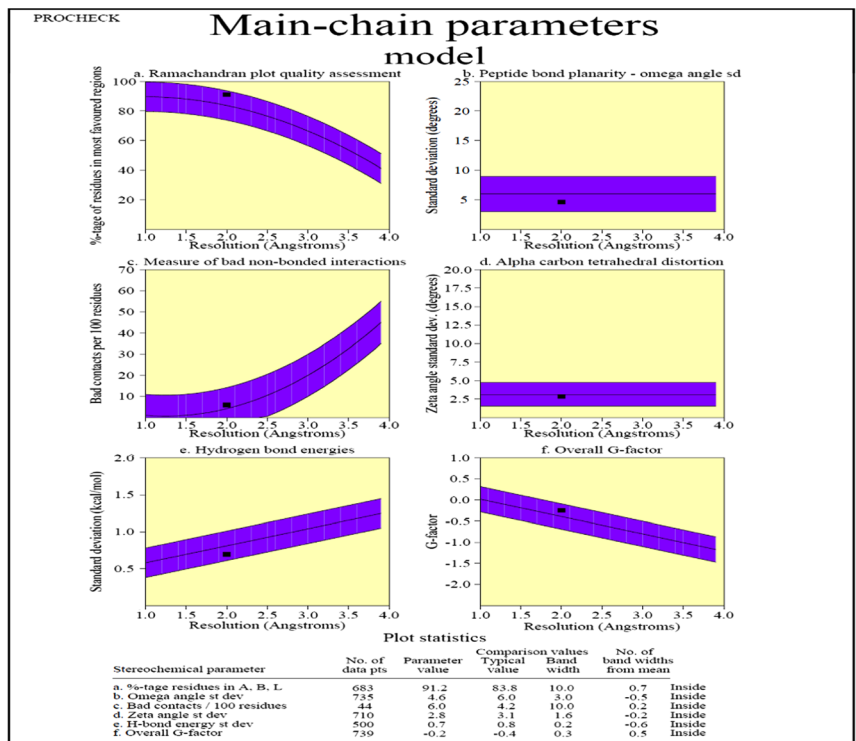 PROCHECK
Main-chain parameters
model
a. Ramachandran plot quality assessment
%-tage of residues in most favoured regions
100
80
60
40
20
1.0 1.5 2.0 2.5 3.0 3.5 4.0
Resolution (Angstroms)
b. Peptide bond planarity - omega angle sd
Standard deviation (degrees)
25
20
15
10
5
1.0 1.5 2.0 2.5 3.0 3.5 4.0
Resolution (Angstroms)
c. Measure of bad non-bonded interactions
Bad contacts per 100 residues
70
60
50
40
30
20
10
1.0 1.5 2.0 2.5 3.0 3.5 4.0
Resolution (Angstroms)
d. Alpha carbon tetrahedral distortion
Zeta angle standard dev. (degrees)
20.0
17.5
15.0
12.5
10.0
7.5
5.0
2.5
1.0 1.5 2.0 2.5 3.0 3.5 4.0
Resolution (Angstroms)
e. Hydrogen bond energies
Standard deviation (kcal/mol)
2.0
1.5
1.0
0.5
1.0 1.5 2.0 2.5 3.0 3.5 4.0
Resolution (Angstroms)
f. Overall G-factor
G-factor
1.0
0.5
0.0
-0.5
-1.0
-1.5
-2.0
1.0 1.5 2.0 2.5 3.0 3.5 4.0
Resolution (Angstroms)
Plot statistics
Comparison values No. of
No. of Parameter Typical Band band widths
Stereochemical parameter data pts value value width from mean
a. %-tage residues in A, B, L 683 91.2 83.8 10.0 0.7 Inside
b. Omega angle st dev 735 4.6 6.0 3.0 -0.5 Inside
c. Bad contacts / 100 residues 44 6.0 4.2 10.0 0.2 Inside
d. Zeta angle st dev 710 2.8 3.1 1.6 -0.2 Inside
e. H-bond energy st dev 500 0.7 0.8 0.2 -0.6 Inside
f. Overall G-factor 739 -0.2 -0.4 0.3 0.5 Inside